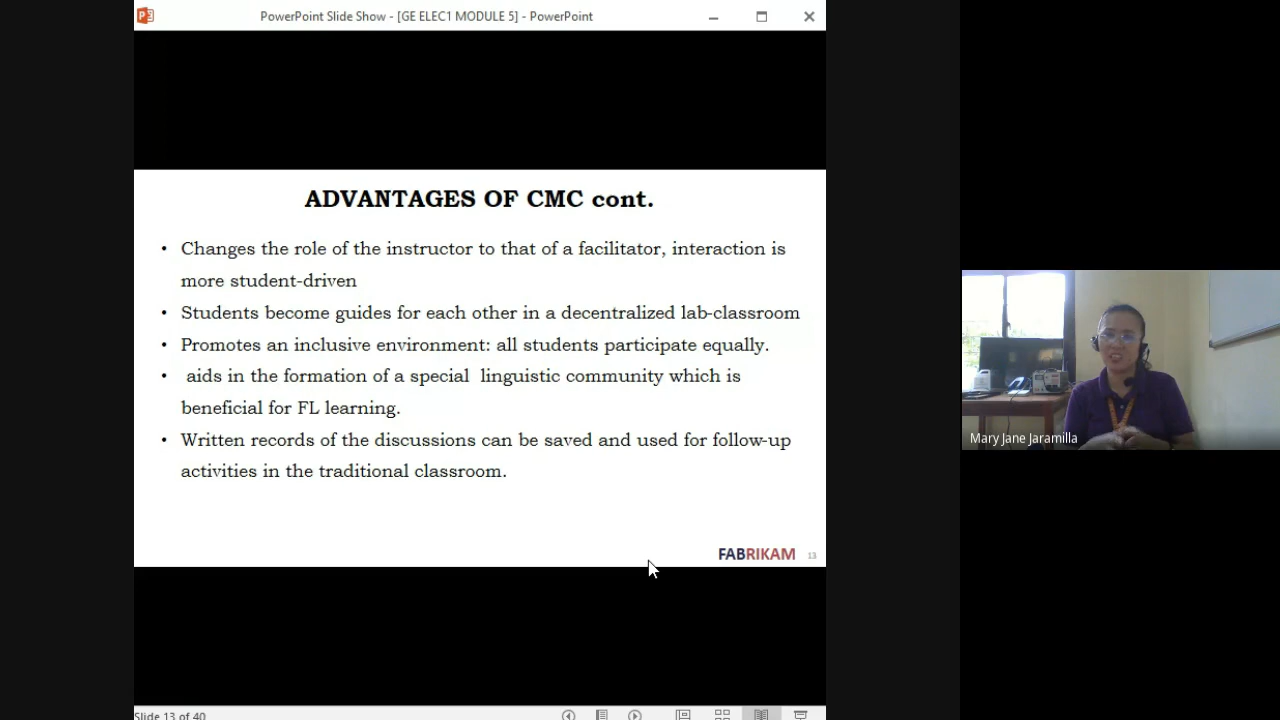 PowerPoint Slide Show - [GE ELEC1 MODULE 5] - PowerPoint
ADVANTAGES OF CMC cont.
• Changes the role of the instructor to that of a facilitator, interaction is
more student-driven
• Students become guides for each other in a decentralized lab-classroom
• Promotes an inclusive environment: all students participate equally.
• aids in the formation of a special linguistic community which is
beneficial for FL learning.
• Written records of the discussions can be saved and used for follow-up
activities in the traditional classroom.
FABRIKAM 13
Slide 13 of 40
Mary Jane Jaramilla